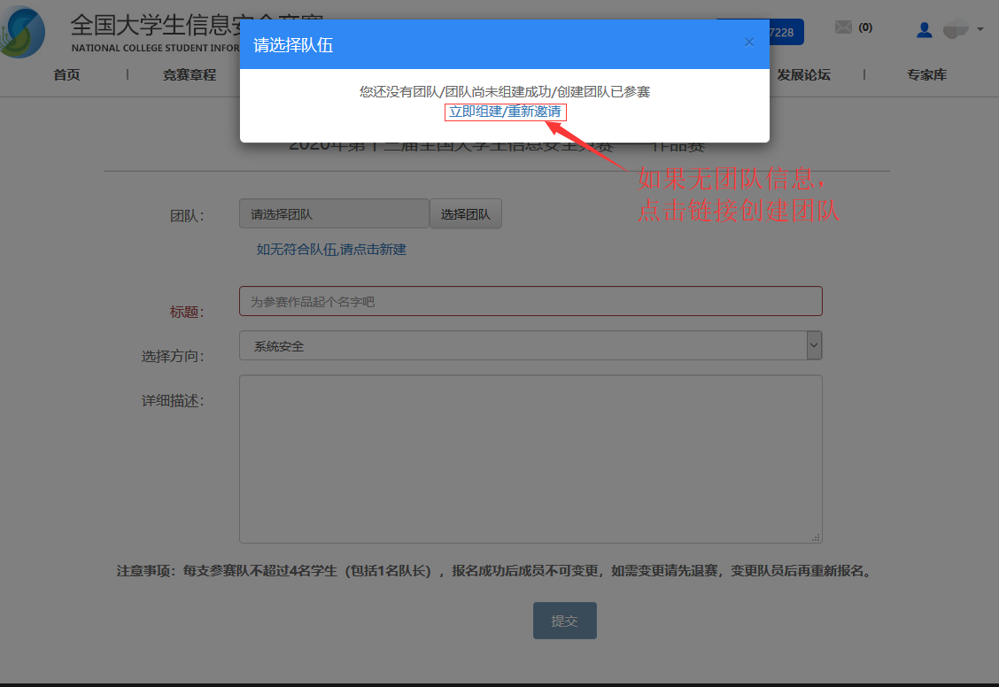 全国大学生信息安全竞赛
NATIONAL COLLEGE STUDENT INFOR
7228
(0)
首页 | 竞赛章程
发展论坛 | 专家库
请选择队伍 ×
您还没有团队/团队尚未组建成功/创建团队已参赛
立即组建/重新邀请
2020年第十三届全国大学生信息安全竞赛——作品赛
如果无团队信息，
点击链接创建团队
团队： 请选择团队 选择团队
如无符合队伍,请点击新建
标题： 为参赛作品起个名字吧
选择方向： 系统安全
详细描述：
注意事项：每支参赛队不超过4名学生（包括1名队长），报名成功后成员不可变更，如需变更请先退赛，变更队员后再重新报名。
提交